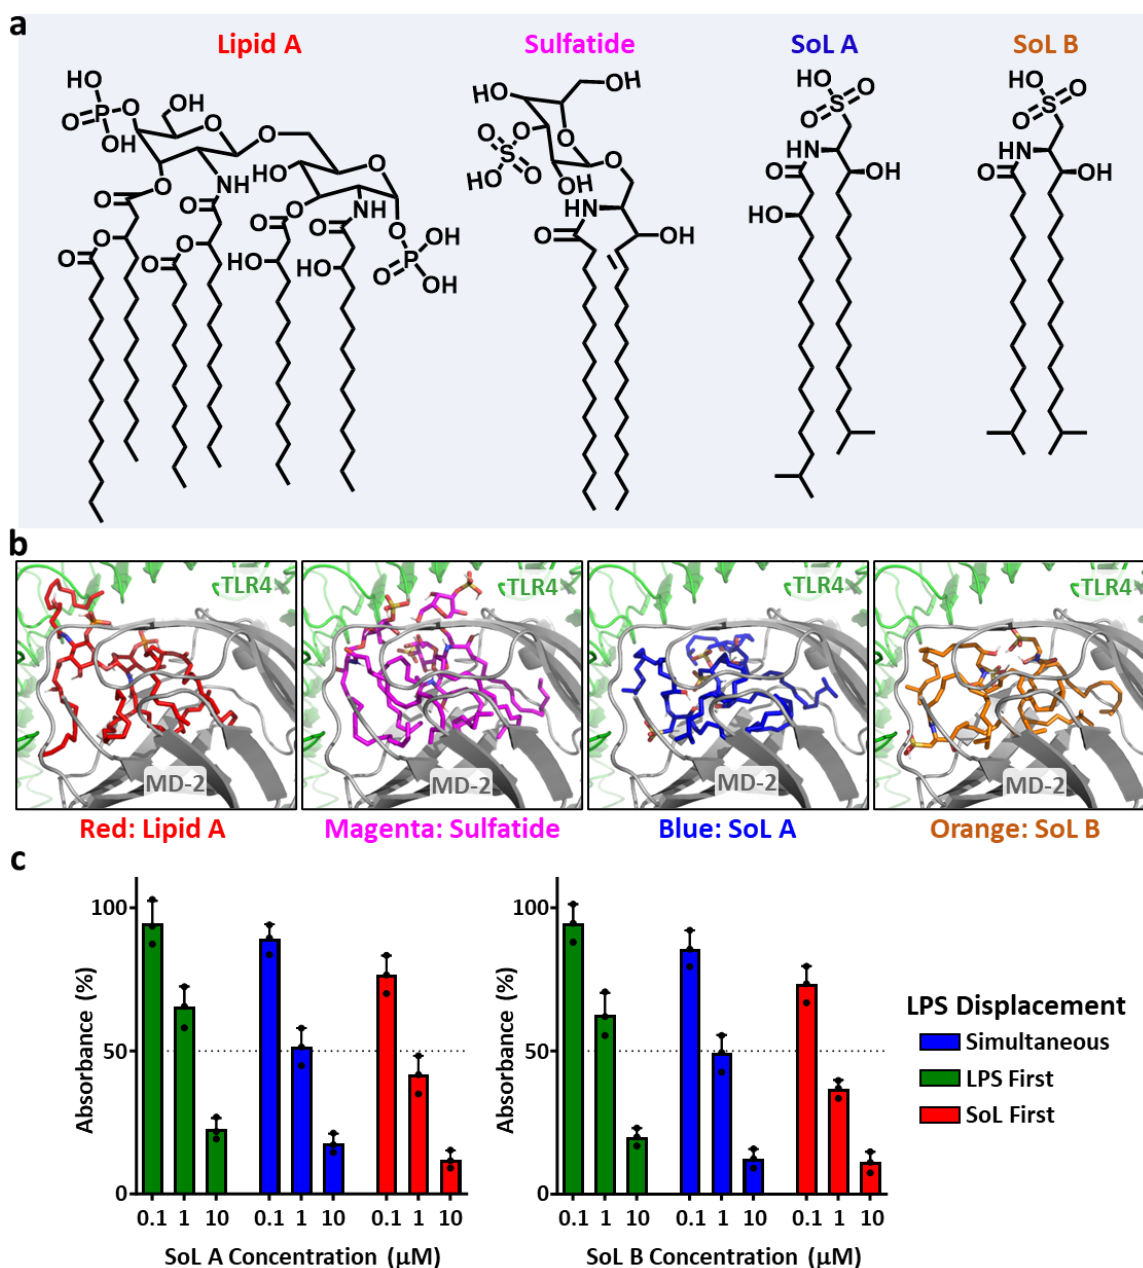 a
Lipid A
Sulfatide
SoL A
SoL B
HO
O
P
O
OH
HO
O
O
O
O
HO
O
O
NH
O
O
O
O
O
O
O
O
NH
HO
HO
O
P
OH
O
OH
HO
OH
O
O
S
O
O
HO
O
OH
HN
O
OH
HO
S
O
O
HN
O
OH
HO
HO
S
O
O
HN
O
OH
b
TLR4
TLR4
TLR4
TLR4
MD-2
MD-2
MD-2
MD-2
Red: Lipid A
Magenta: Sulfatide
Blue: SoL A
Orange: SoL B
c
Absorbance (%)
100
50
0
0.1 1 10 0.1 1 10 0.1 1 10
SoL A Concentration (µM)
Absorbance (%)
100
50
0
0.1 1 10 0.1 1 10 0.1 1 10
SoL B Concentration (µM)
LPS Displacement
Simultaneous
LPS First
SoL First